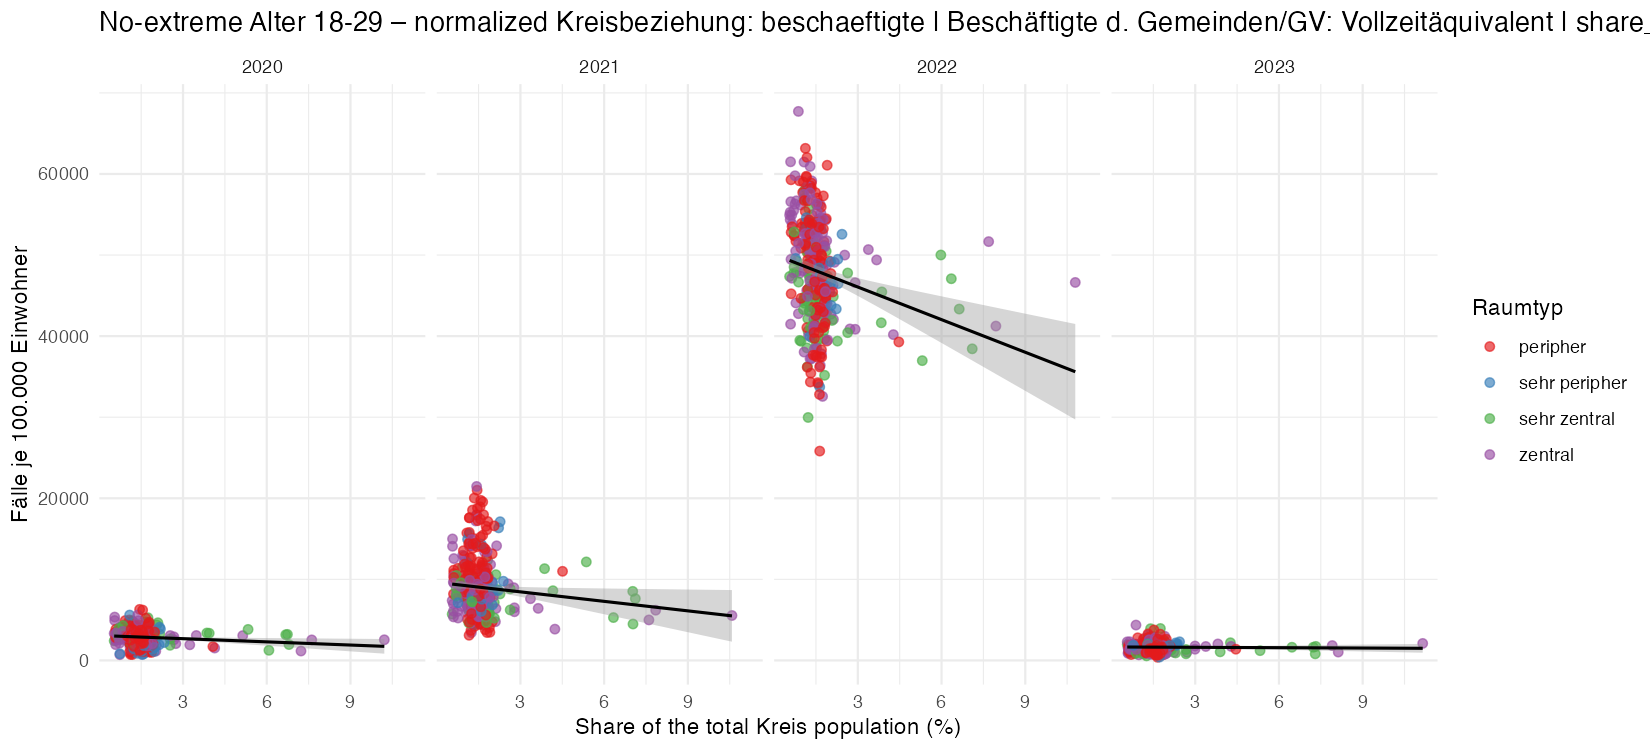 No-extreme Alter 18-29 – normalized Kreisbeziehung: beschaeftigte | Beschäftigte d. Gemeinden/GV: Vollzeitäquivalent | share_
2020 2021 2022 2023
60000
40000
20000
0
Fälle je 100.000 Einwohner
3 6 9 3 6 9 3 6 9 3 6 9
Share of the total Kreis population (%)
Raumtyp
peripher
sehr peripher
sehr zentral
zentral